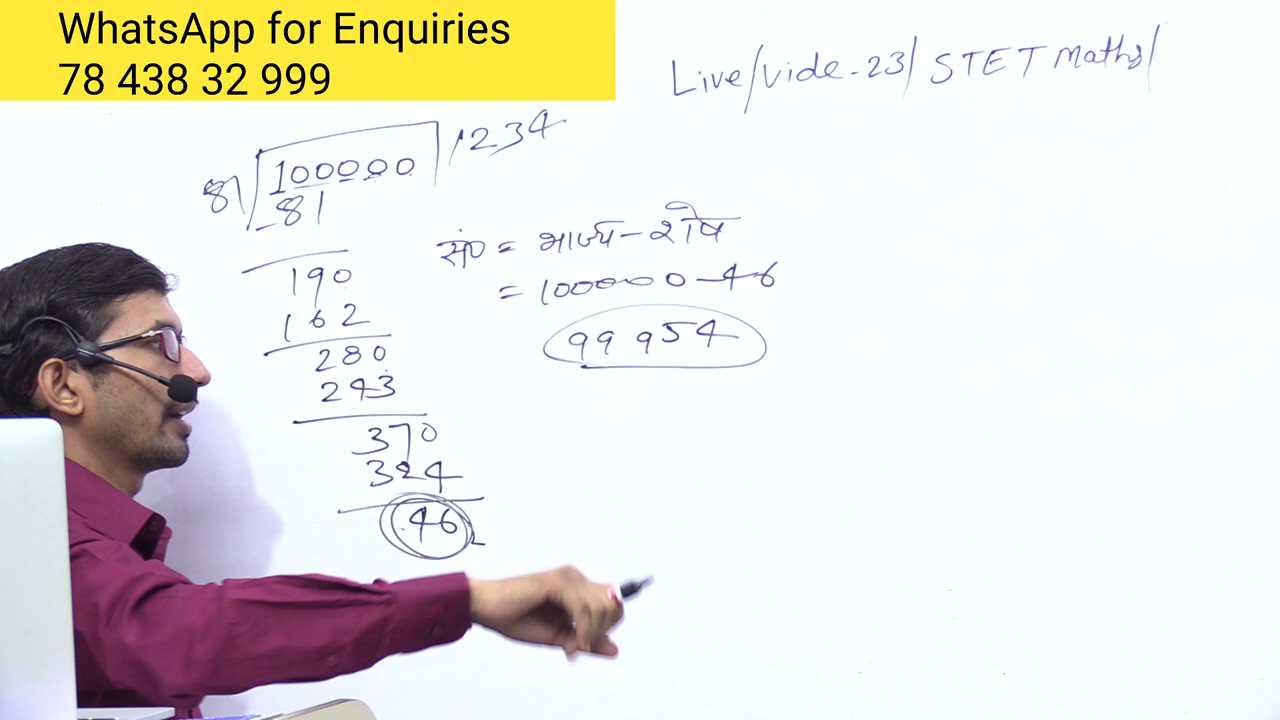 WhatsApp for Enquiries
78 438 32 999
Live/Vide-23/ STET Maths/
81 100000 1234
-81
190
162
280
243
370
324
46
सं० = भाज्य - शेष
= 100000-46
99954